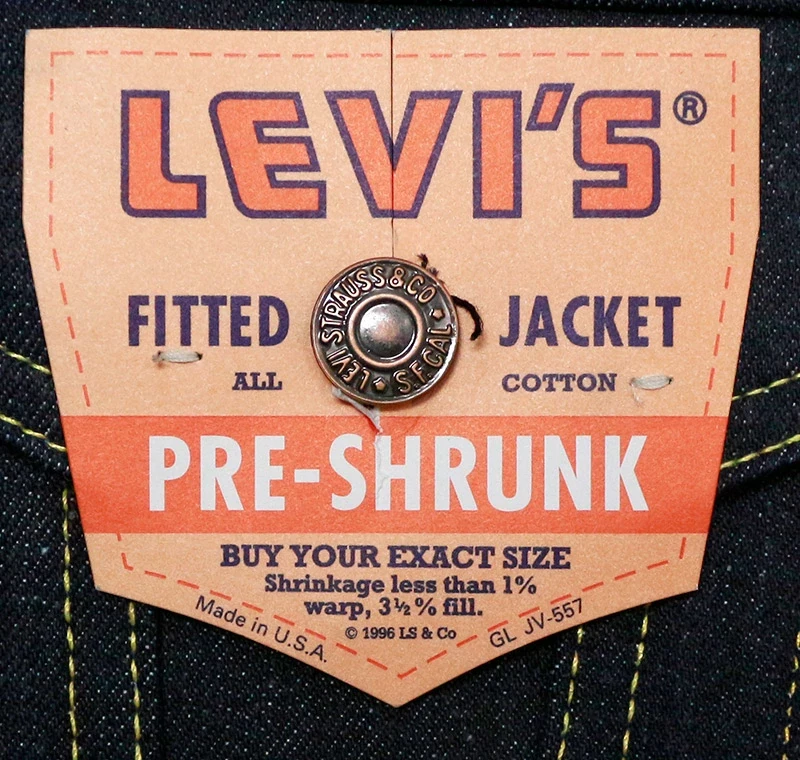 LEVI'S®
FITTED JACKET
LEVI STRAUSS & CO
S.F. CAL
ALL COTTON
PRE-SHRUNK
BUY YOUR EXACT SIZE
Shrinkage less than 1%
warp, 3½% fill.
Made in U.S.A.
© 1996 LS & Co
GL JV-557